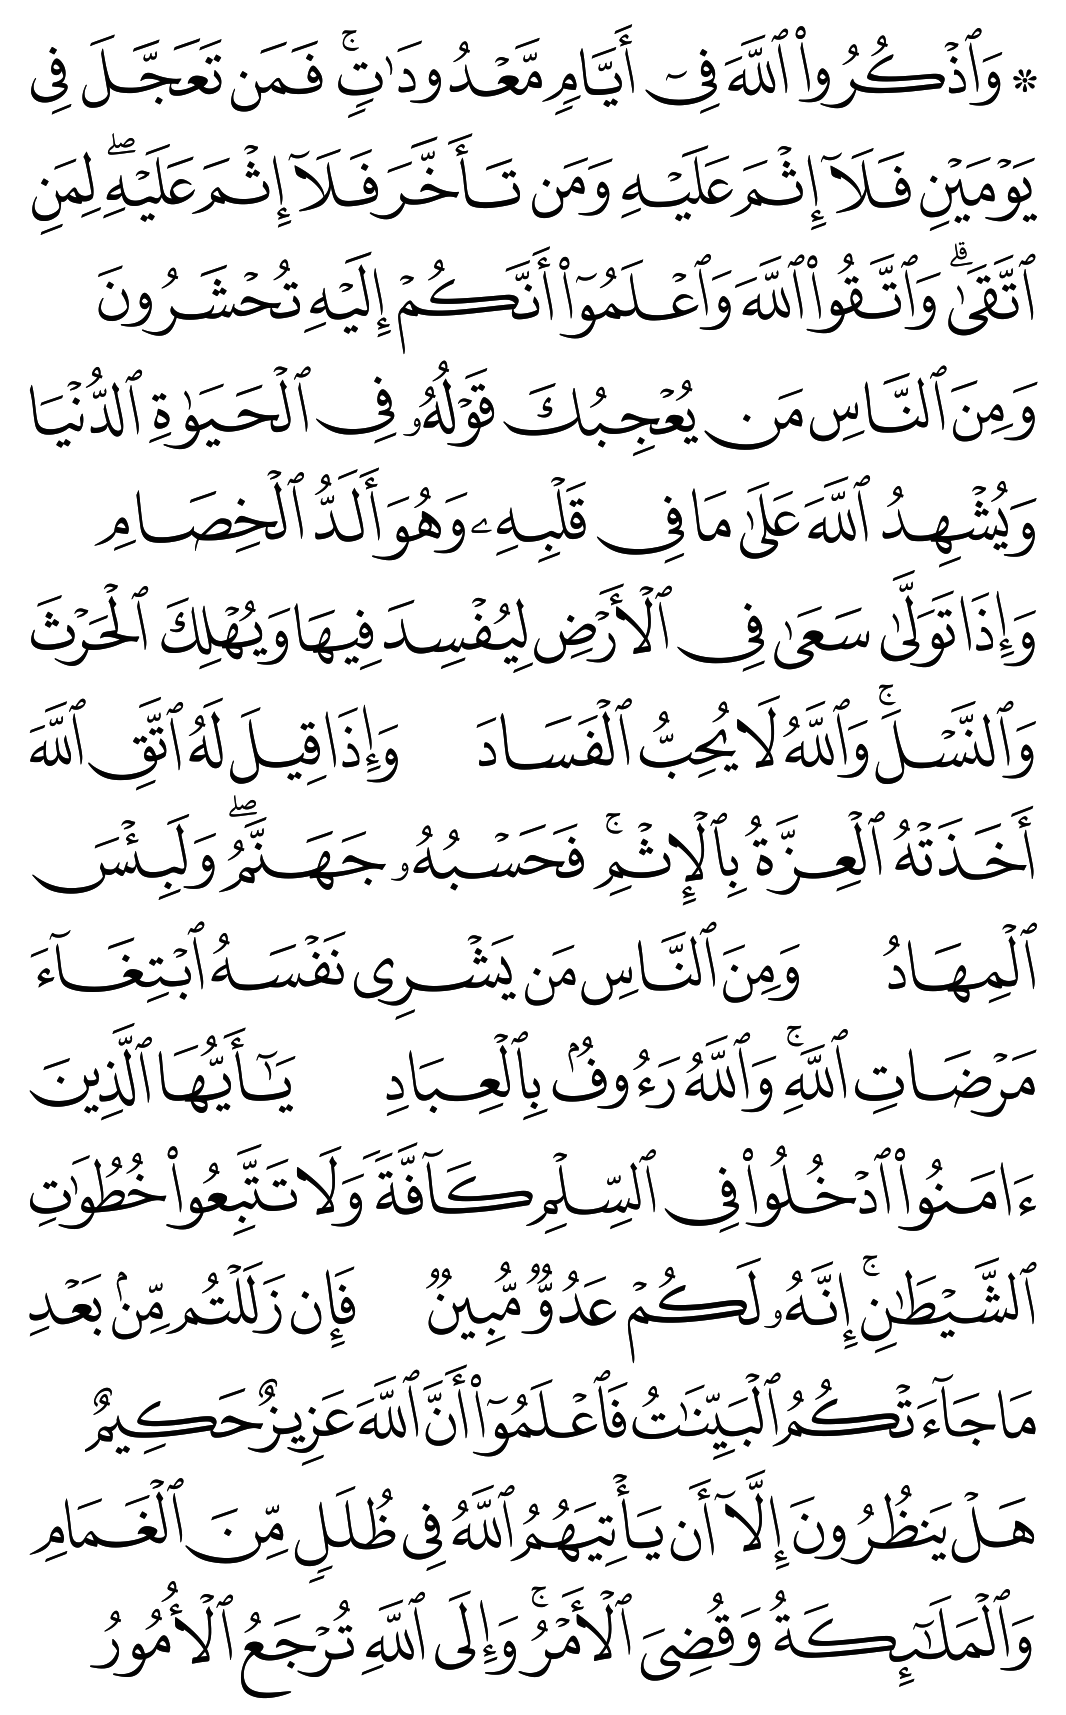 * وَٱذۡكُرُواْ ٱللَّهَ فِيٓ أَيَّامٖ مَّعۡدُودَٰتٖۚ فَمَن تَعَجَّلَ فِي
يَوۡمَيۡنِ فَلَآ إِثۡمَ عَلَيۡهِ وَمَن تَأَخَّرَ فَلَآ إِثۡمَ عَلَيۡهِۖ لِمَنِ
ٱتَّقَىٰۗ وَٱتَّقُواْ ٱللَّهَ وَٱعۡلَمُوٓاْ أَنَّكُمۡ إِلَيۡهِ تُحۡشَرُونَ
وَمِنَ ٱلنَّاسِ مَن يُعۡجِبُكَ قَوۡلُهُۥ فِي ٱلۡحَيَوٰةِ ٱلدُّنۡيَا
وَيُشۡهِدُ ٱللَّهَ عَلَىٰ مَا فِي قَلۡبِهِۦ وَهُوَ أَلَدُّ ٱلۡخِصَامِ
وَإِذَا تَوَلَّىٰ سَعَىٰ فِي ٱلۡأَرۡضِ لِيُفۡسِدَ فِيهَا وَيُهۡلِكَ ٱلۡحَرۡثَ
وَٱلنَّسۡلَۚ وَٱللَّهُ لَا يُحِبُّ ٱلۡفَسَادَ وَإِذَا قِيلَ لَهُ ٱتَّقِ ٱللَّهَ
أَخَذَتۡهُ ٱلۡعِزَّةُ بِٱلۡإِثۡمِۚ فَحَسۡبُهُۥ جَهَنَّمُۖ وَلَبِئۡسَ
ٱلۡمِهَادُ وَمِنَ ٱلنَّاسِ مَن يَشۡرِي نَفۡسَهُ ٱبۡتِغَآءَ
مَرۡضَاتِ ٱللَّهِۚ وَٱللَّهُ رَءُوفُۢ بِٱلۡعِبَادِ يَٰٓأَيُّهَا ٱلَّذِينَ
ءَامَنُواْ ٱدۡخُلُواْ فِي ٱلسِّلۡمِ كَآفَّةٗ وَلَا تَتَّبِعُواْ خُطُوَٰتِ
ٱلشَّيۡطَٰنِۚ إِنَّهُۥ لَكُمۡ عَدُوّٞ مُّبِينٞ فَإِن زَلَلۡتُم مِّنۢ بَعۡدِ
مَا جَآءَتۡكُمُ ٱلۡبَيِّنَٰتُ فَٱعۡلَمُوٓاْ أَنَّ ٱللَّهَ عَزِيزٌ حَكِيمٌ
هَلۡ يَنظُرُونَ إِلَّآ أَن يَأۡتِيَهُمُ ٱللَّهُ فِي ظُلَلٖ مِّنَ ٱلۡغَمَامِ
وَٱلۡمَلَٰٓئِكَةُ وَقُضِيَ ٱلۡأَمۡرُۚ وَإِلَى ٱللَّهِ تُرۡجَعُ ٱلۡأُمُورُ